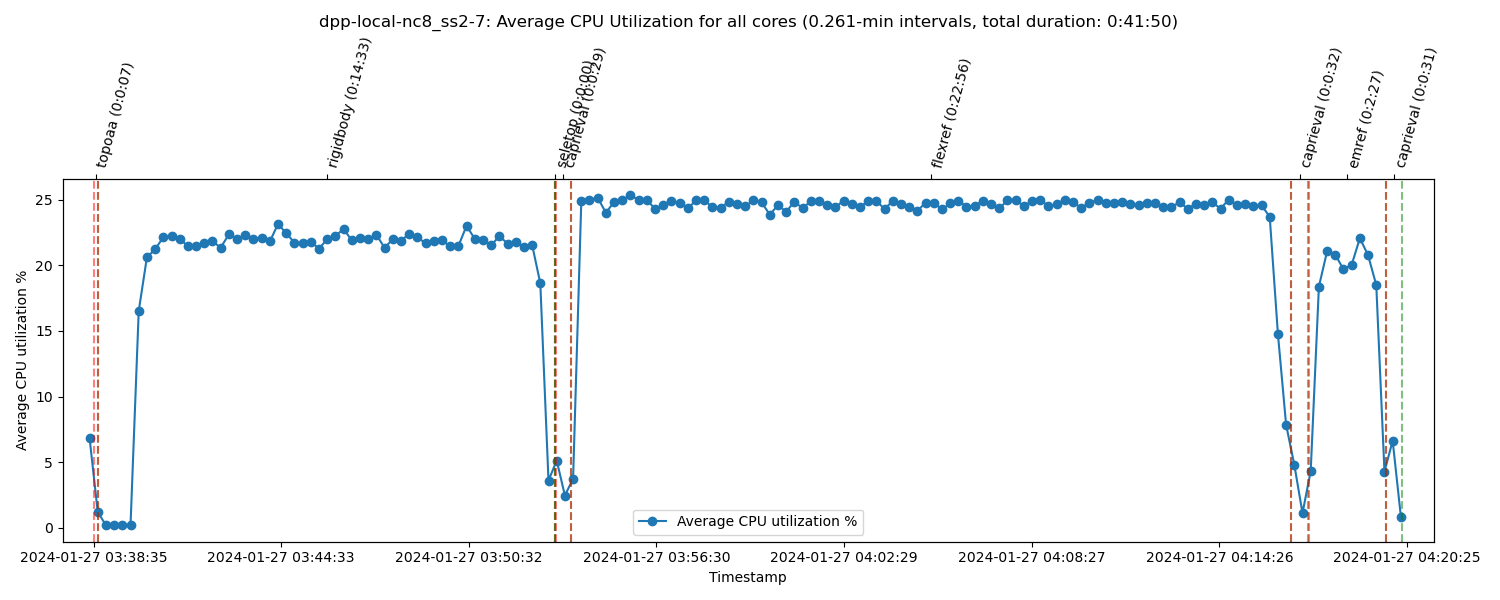 dpp-local-nc8_ss2-7: Average CPU Utilization for all cores (0.261-min intervals, total duration: 0:41:50)
topoaa (0:0:07)
rigidbody (0:14:33)
seletop (0:0:00)
caprieval (0:0:29)
flexref (0:22:56)
caprieval (0:0:32)
emref (0:2:27)
caprieval (0:0:31)
Average CPU utilization %
25
20
15
10
5
0
Average CPU utilization %
2024-01-27 03:38:35
2024-01-27 03:44:33
2024-01-27 03:50:32
2024-01-27 03:56:30
2024-01-27 04:02:29
2024-01-27 04:08:27
2024-01-27 04:14:26
2024-01-27 04:20:25
Timestamp